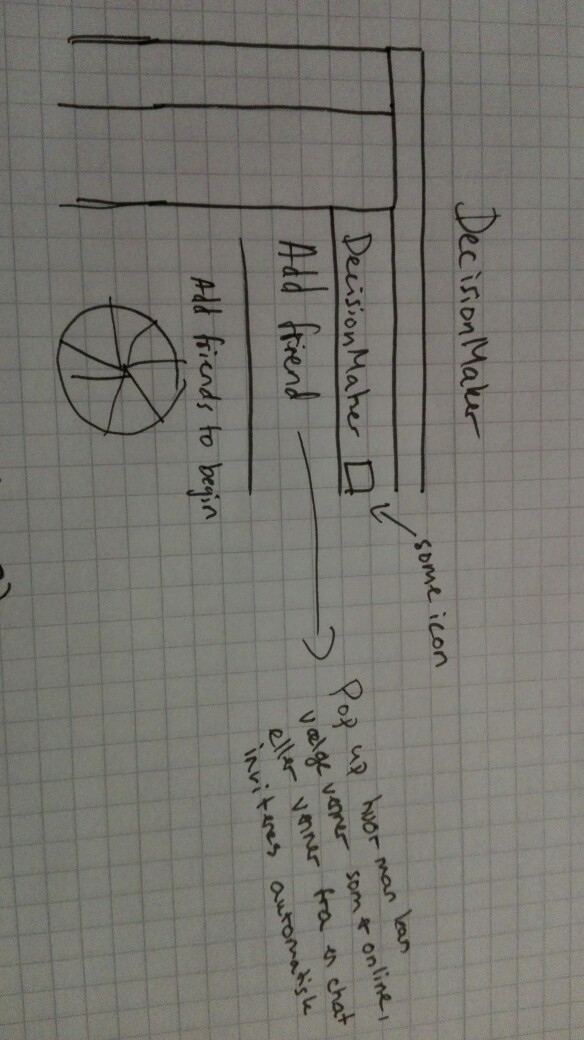 DecisionMaker
some icon
DecisionMaker
Add friend
Pop up hvor man kan
vælge venner som er online,
eller venner fra en chat
inviteres automatisk
Add friends to begin